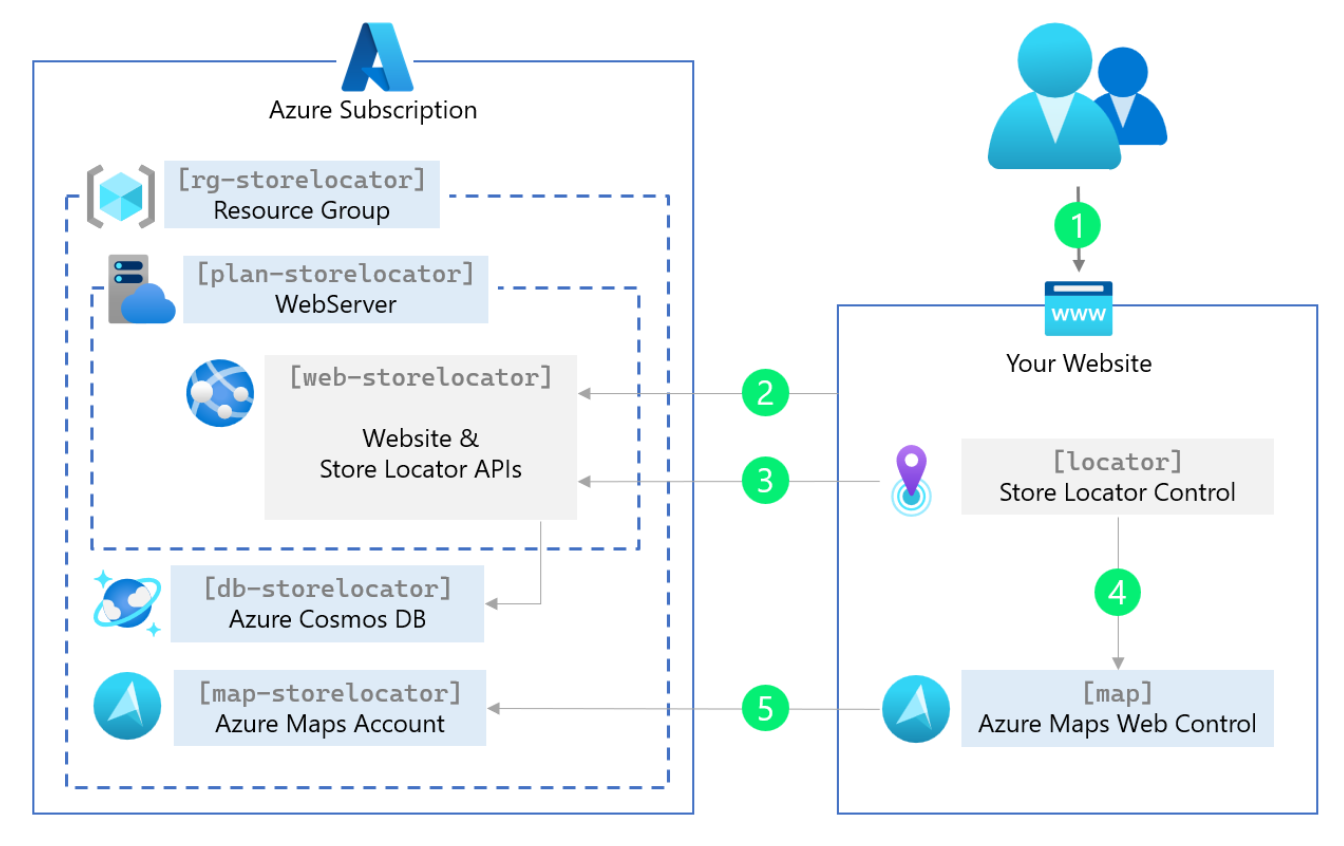 Azure Subscription
[rg-storelocator]
Resource Group
[plan-storelocator]
WebServer
[web-storelocator]
Website &
Store Locator APIs
[db-storelocator]
Azure Cosmos DB
[map-storelocator]
Azure Maps Account
1
www
Your Website
2
3
[locator]
Store Locator Control
4
5
[map]
Azure Maps Web Control